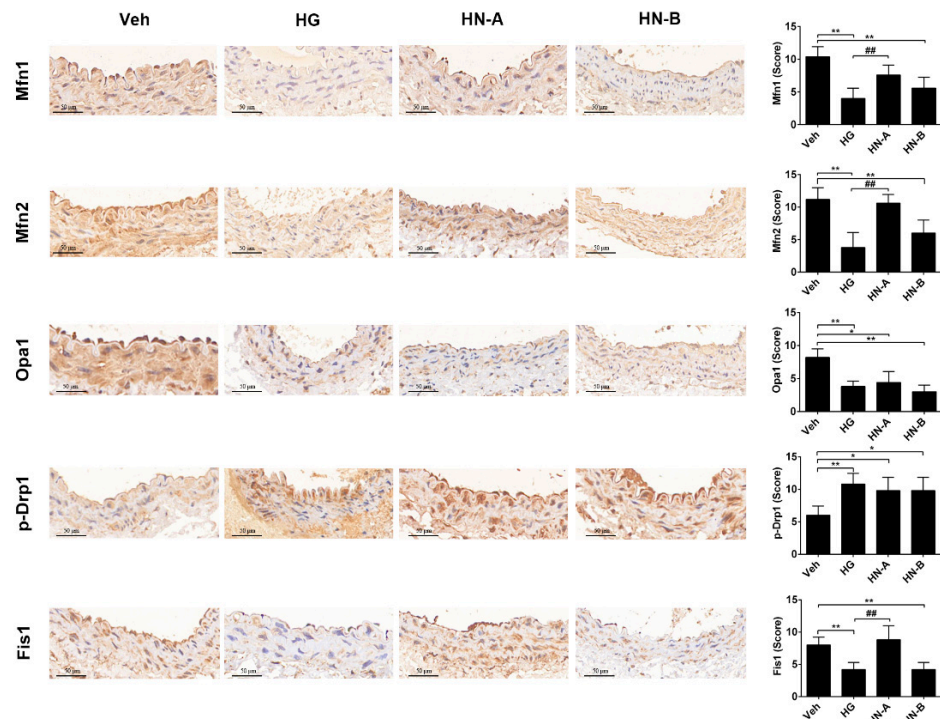 Veh HG HN-A HN-B
Mfn1
50 µm 50 µm 50 µm 50 µm
Mfn1 (Score)
15
10
5
0
** **
##
Veh HG HN-A HN-B
Mfn2
50 µm 50 µm 50 µm 50 µm
Mfn2 (Score)
15
10
5
0
** **
##
Veh HG HN-A HN-B
Opa1
50 µm 50 µm 50 µm 50 µm
Opa1 (Score)
15
10
5
0
**
*
**
Veh HG HN-A HN-B
p-Drp1
50 µm 50 µm 50 µm 50 µm
p-Drp1 (Score)
15
10
5
0
*
*
**
Veh HG HN-A HN-B
Fis1
50 µm 50 µm 50 µm 50 µm
Fis1 (Score)
15
10
5
0
**
** ##
Veh HG HN-A HN-B